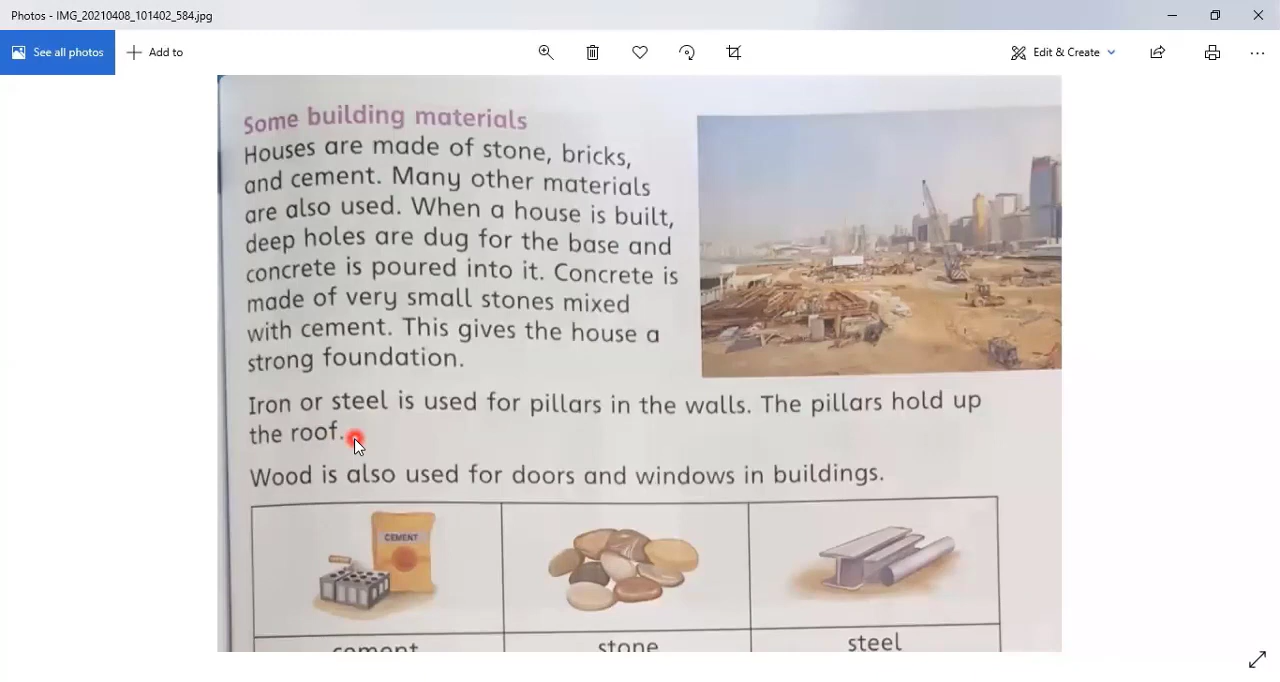 Photos - IMG_20210408_101402_584.jpg
See all photos
Add to
Edit & Create
Some building materials
Houses are made of stone, bricks,
and cement. Many other materials
are also used. When a house is built,
deep holes are dug for the base and
concrete is poured into it. Concrete is
made of very small stones mixed
with cement. This gives the house a
strong foundation.
Iron or steel is used for pillars in the walls. The pillars hold up
the roof.
Wood is also used for doors and windows in buildings.
CEMENT
cement
stone
steel